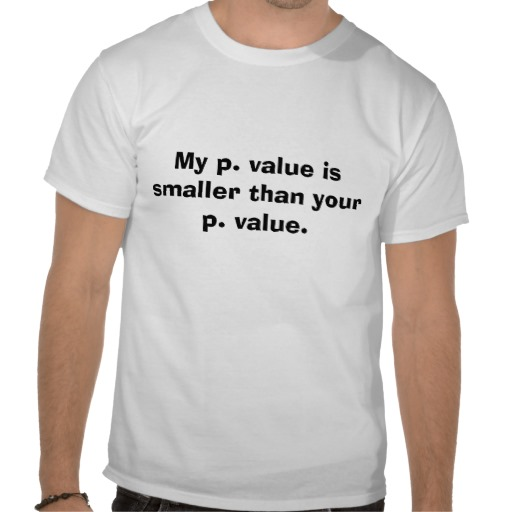 My p. value is
smaller than your
p. value.